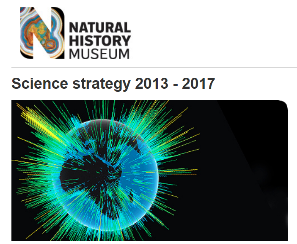 NATURAL
HISTORY
MUSEUM
Science strategy 2013 - 2017